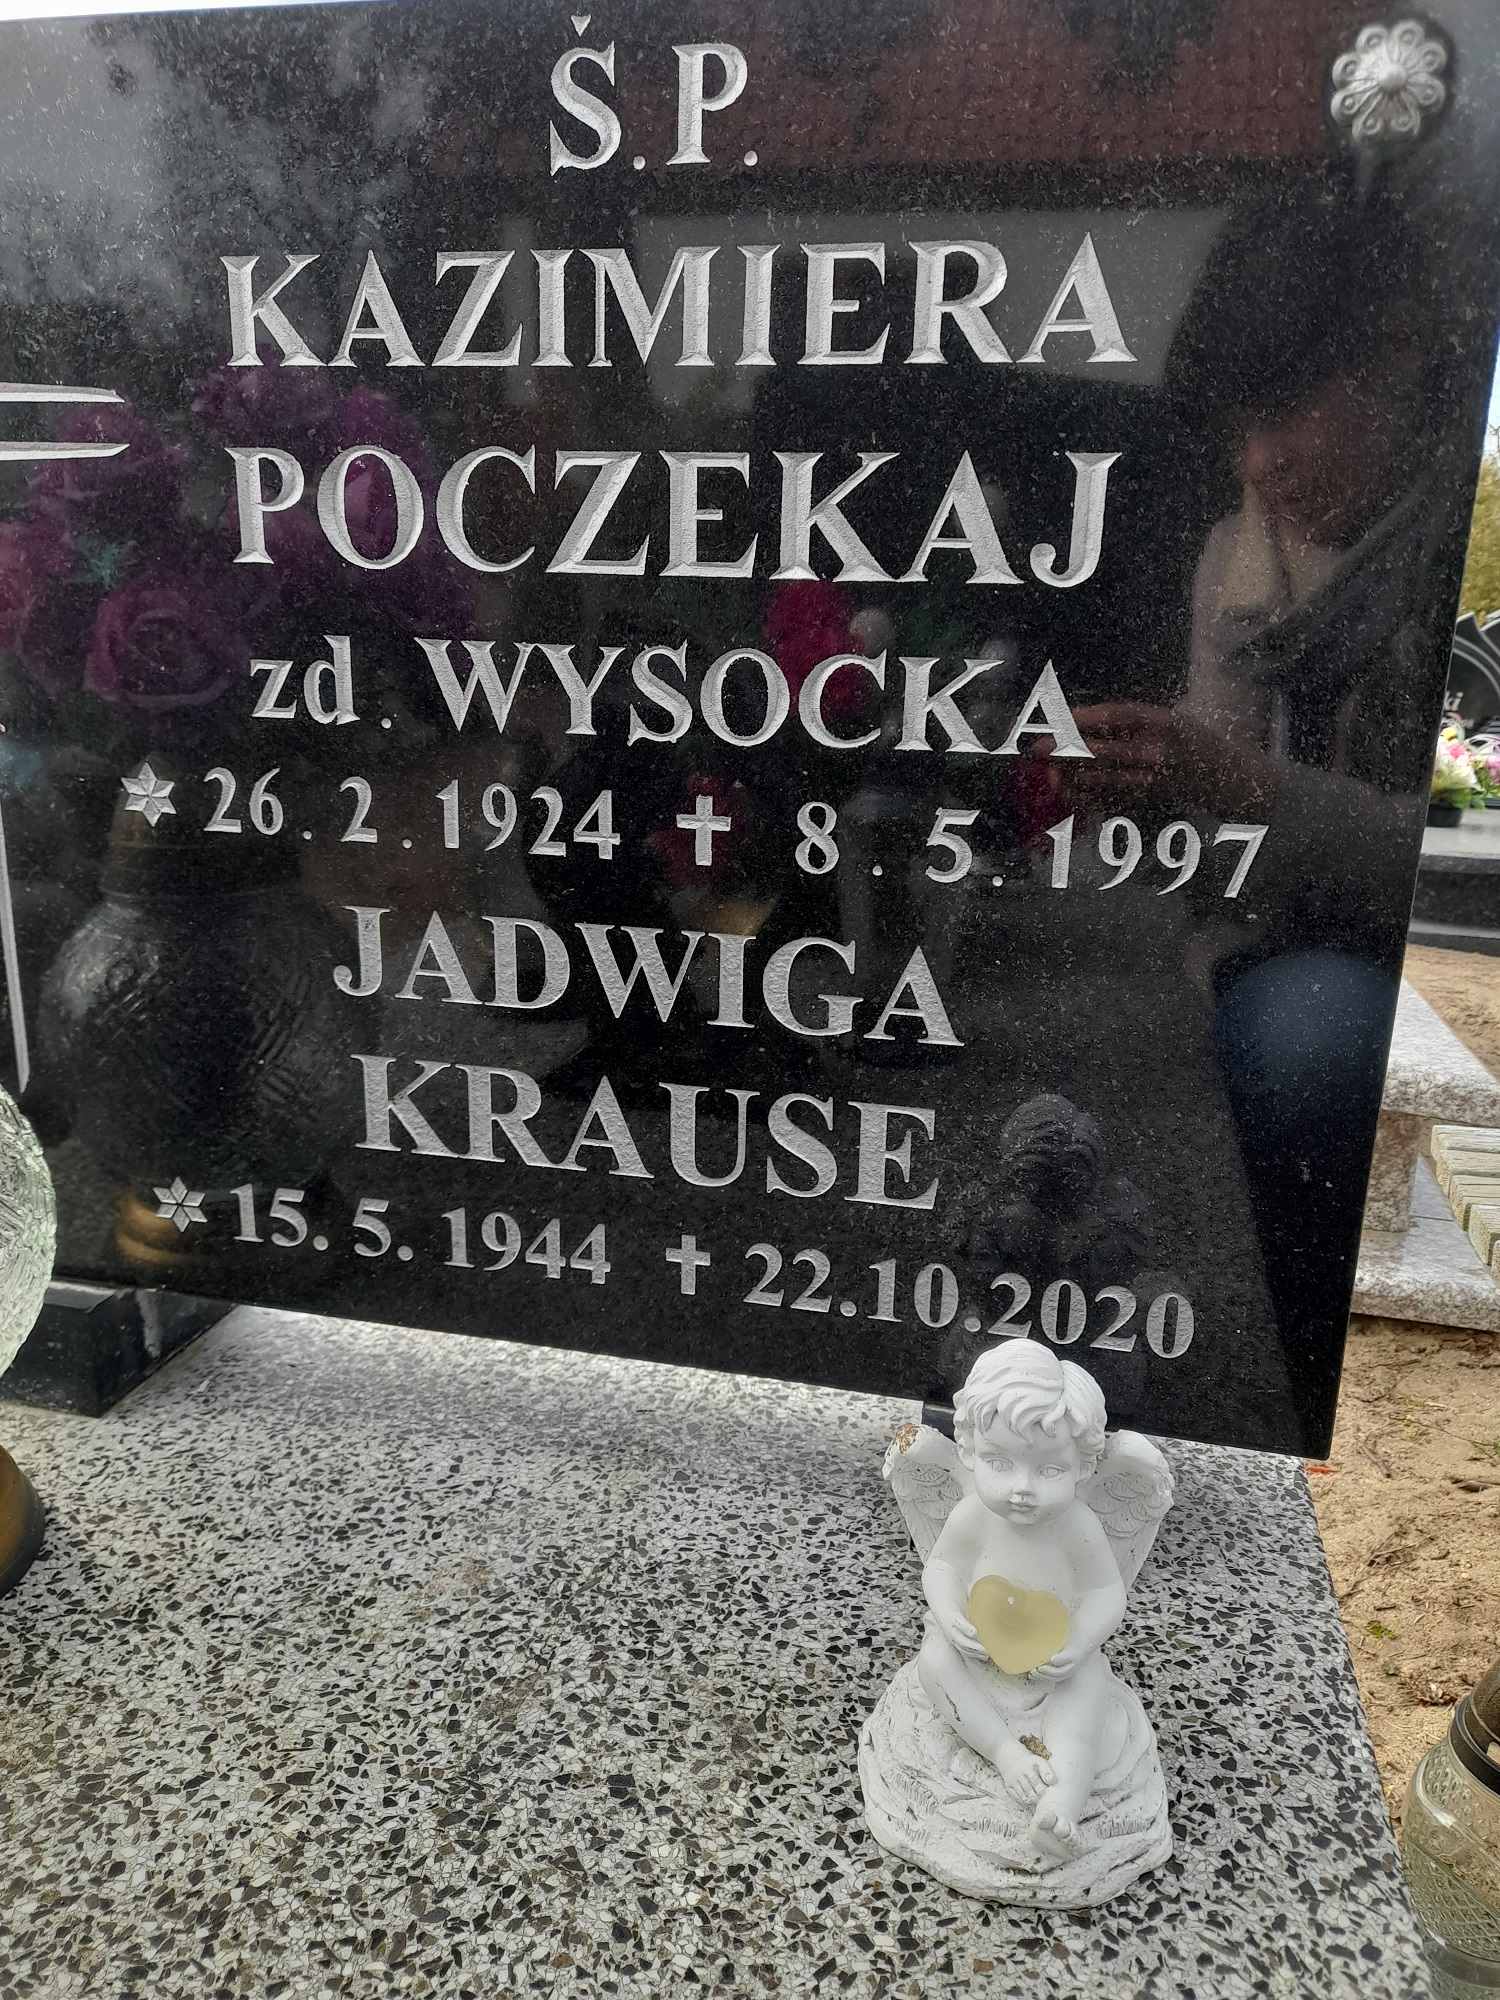 Ś.P.
KAZIMIERA
POCZEKAJ
zd. WYSOCKA
✶ 26.2.1924 ✝ 8.5.1997
JADWIGA
KRAUSE
✶ 15.5.1944 ✝ 22.10.2020